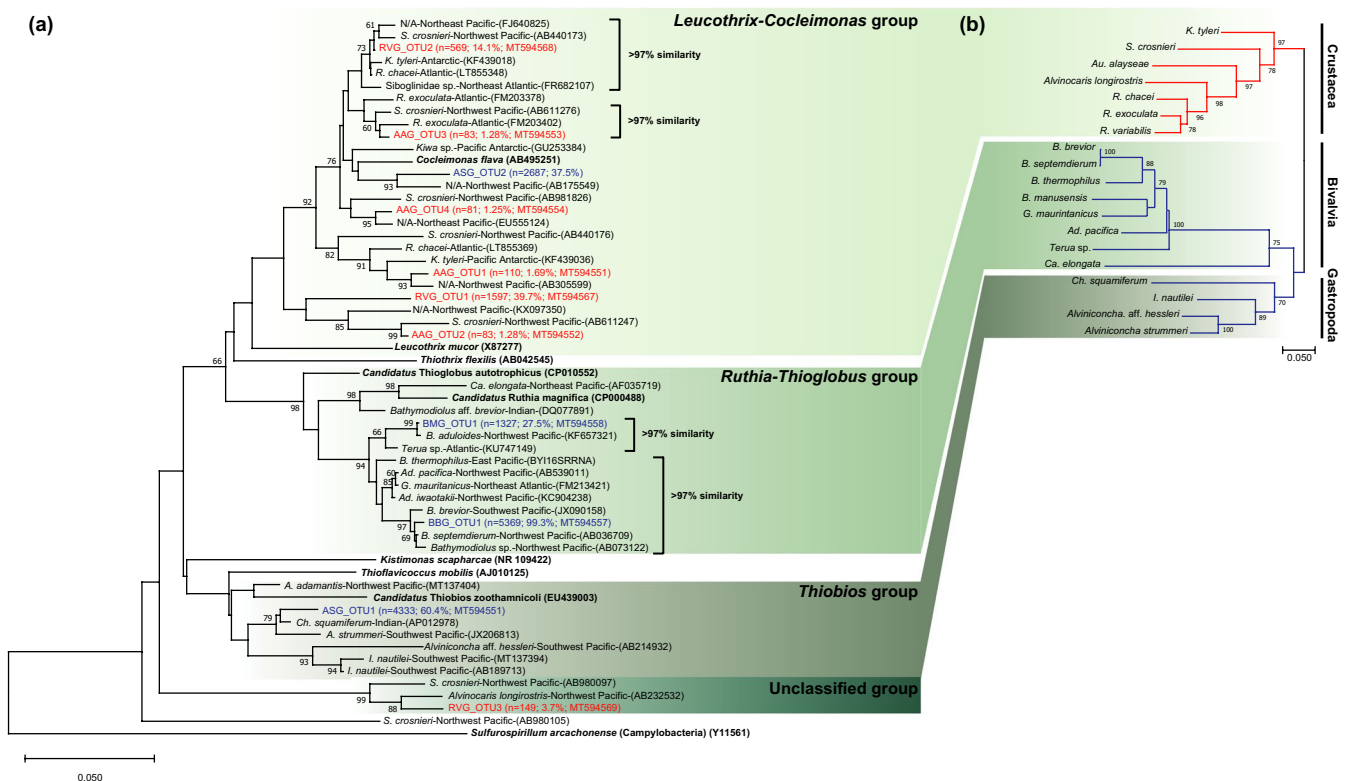 (a)
Leucothrix-Cocleimonas group
61
N/A-Northeast Pacific-(FJ640825)
S. crosnieri-Northwest Pacific-(AB440173)
73
RVG_OTU2 (n=569; 14.1%; MT594568)
K. tyleri-Antarctic-(KF439018)
R. chacei-Atlantic-(LT855348)
Siboglinidae sp.-Northeast Atlantic-(FR682107)
>97% similarity
R. exoculata-Atlantic-(FM203378)
S. crosnieri-Northwest Pacific-(AB611276)
60
R. exoculata-Atlantic-(FM203402)
AAG_OTU3 (n=83; 1.28%; MT594553)
>97% similarity
Kiwa sp.-Pacific Antarctic-(GU253384)
76
Cocleimonas flava (AB495251)
ASG_OTU2 (n=2687; 37.5%)
93
N/A-Northwest Pacific-(AB175549)
92
S. crosnieri-Northwest Pacific-(AB981826)
AAG_OTU4 (n=81; 1.25%; MT594554)
95
N/A-Northeast Pacific-(EU555124)
S. crosnieri-Northwest Pacific-(AB440176)
82
R. chacei-Atlantic-(LT855369)
91
K. tyleri-Pacific Antarctic-(KF439036)
AAG_OTU1 (n=110; 1.69%; MT594551)
93
N/A-Northwest Pacific-(AB305599)
RVG_OTU1 (n=1597; 39.7%; MT594567)
N/A-Northwest Pacific-(KX097350)
85
S. crosnieri-Northwest Pacific-(AB611247)
99
AAG_OTU2 (n=83; 1.28%; MT594552)
Leucothrix mucor (X87277)
66
Thiothrix flexilis (AB042545)
Ruthia-Thioglobus group
Candidatus Thioglobus autotrophicus (CP010552)
98
98
Ca. elongata-Northeast Pacific-(AF035719)
98
Candidatus Ruthia magnifica (CP000488)
Bathymodiolus aff. brevior-Indian-(DQ077891)
99
BMG_OTU1 (n=1327; 27.5%; MT594558)
66
B. aduloides-Northwest Pacific-(KF657321)
Terua sp.-Atlantic-(KU747149)
>97% similarity
94
B. thermophilus-East Pacific-(BYI16SRRNA)
60
Ad. pacifica-Northwest Pacific-(AB539011)
85
G. mauritanicus-Northeast Atlantic-(FM213421)
Ad. iwaotakii-Northwest Pacific-(KC904238)
B. brevior-Southwest Pacific-(JX090158)
97
BBG_OTU1 (n=5369; 99.3%; MT594557)
69
B. septemdierum-Northwest Pacific-(AB036709)
Bathymodiolus sp.-Northwest Pacific-(AB073122)
>97% similarity
Kistimonas scapharcae (NR 109422)
Thioflavicoccus mobilis (AJ010125)
Thiobios group
A. adamantis-Northwest Pacific-(MT137404)
Candidatus Thiobios zoothamnicoli (EU439003)
ASG_OTU1 (n=4333; 60.4%; MT594551)
79
Ch. squamiferum-Indian-(AP012978)
A. strummeri-Southwest Pacific-(JX206813)
Alviniconcha aff. hessleri-Southwest Pacific-(AB214932)
93
I. nautilei-Southwest Pacific-(MT137394)
94
I. nautilei-Southwest Pacific-(AB189713)
Unclassified group
S. crosnieri-Northwest Pacific-(AB980097)
99
Alvinocaris longirostris-Northwest Pacific-(AB232532)
88
RVG_OTU3 (n=149; 3.7%; MT594569)
S. crosnieri-Northwest Pacific-(AB980105)
Sulfurospirillum arcachonense (Campylobacteria) (Y11561)
0.050
(b)
K. tyleri
97
S. crosnieri
78
Au. alayseae
97
Alvinocaris longirostris
98
R. chacei
96
R. exoculata
78
R. variabilis
Crustacea
B. brevior
100
B. septemdierum
88
B. thermophilus
79
B. manusensis
G. maurintanicus
Ad. pacifica
100
Terua sp.
75
Ca. elongata
Bivalvia
Ch. squamiferum
70
I. nautilei
89
Alviniconcha aff. hessleri
100
Alviniconcha strummeri
Gastropoda
0.050